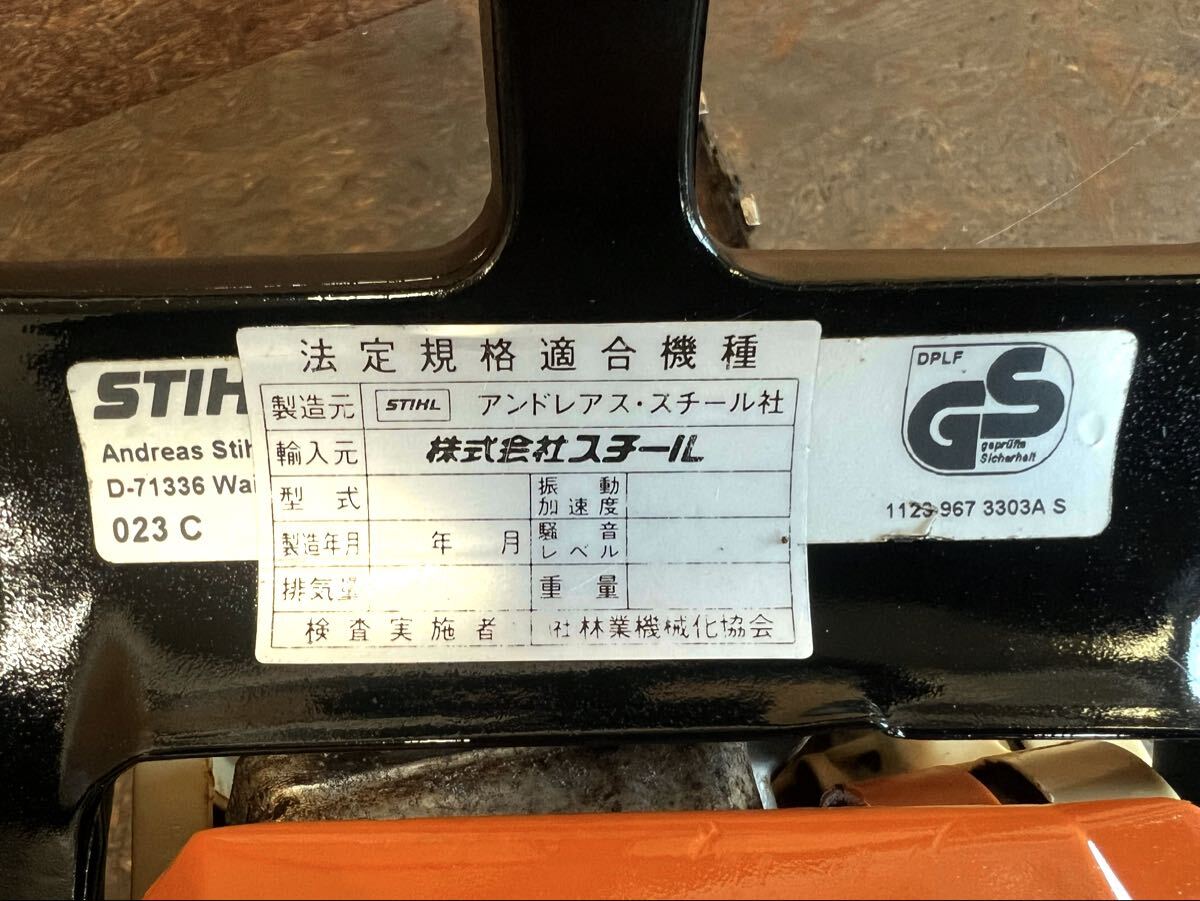 法定規格適合機種
製造元 STIHL アンドレアス・スチール社
輸入元 株式会社スチール
型式 振動加速度
製造年月 年 月 騒音レベル
排気量 重量
検査実施者 社 林業機械化協会
STIHL
Andreas Stih
D-71336 Wai
023 C
DPLF
GS
geprüfte
Sicherheit
1123 967 3303A S